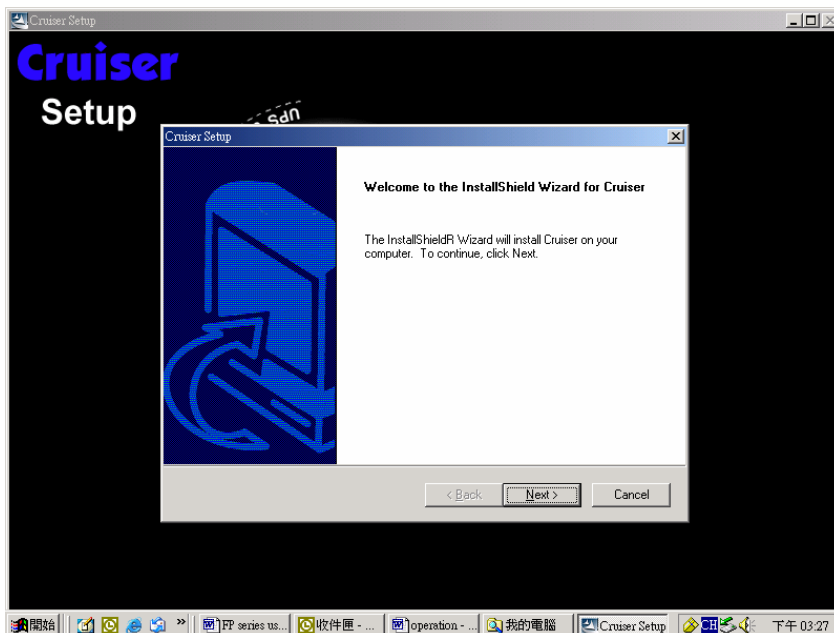 Cruiser Setup
Cruiser
Setup
UPS
Cruiser Setup
Welcome to the InstallShield Wizard for Cruiser
The InstallShieldR Wizard will install Cruiser on your
computer. To continue, click Next.
< Back
Next >
Cancel
開始
»
FP series us...
收件匣 - ...
operation - ...
我的電腦
Cruiser Setup
CH
下午 03:27